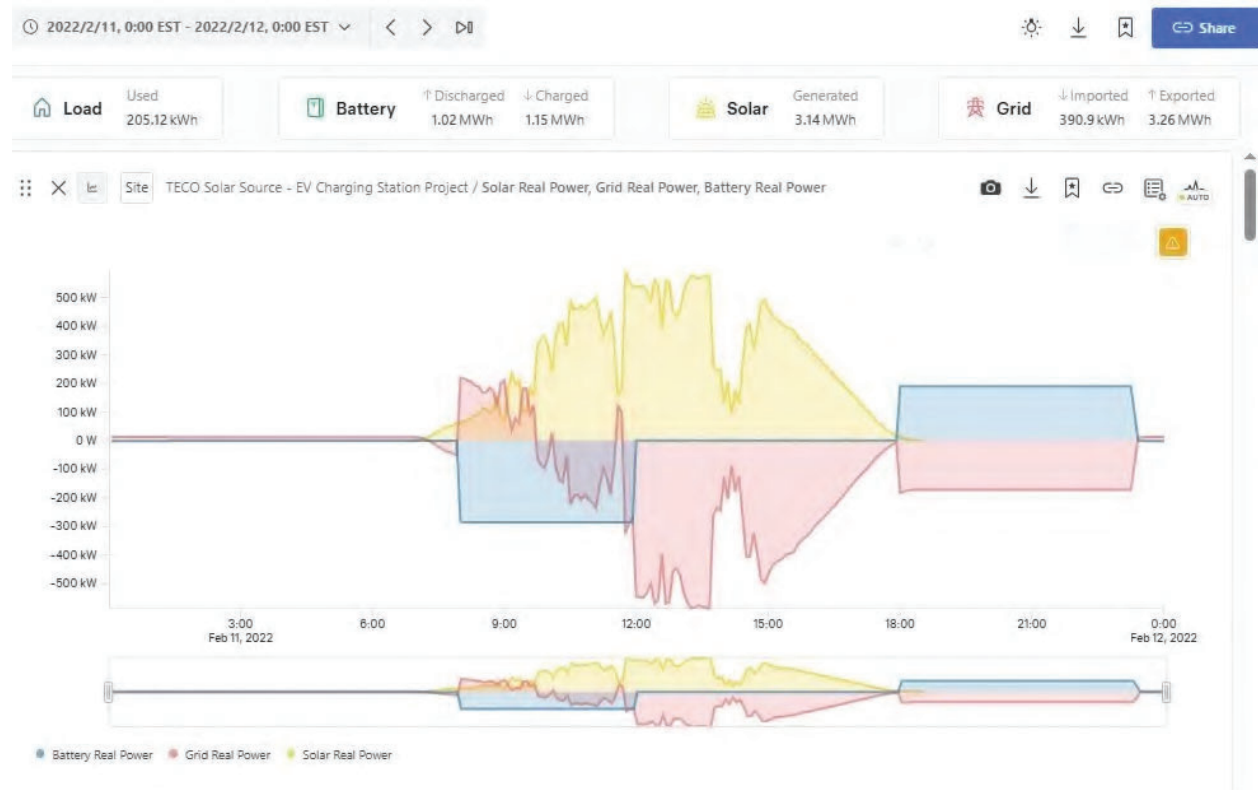 2022/2/11, 0:00 EST - 2022/2/12, 0:00 EST
Share
Load
Used
205.12 kWh
Battery
↑ Discharged
1.02 MWh
↓ Charged
1.15 MWh
Solar
Generated
3.14 MWh
Grid
↓ Imported
390.9 kWh
↑ Exported
3.26 MWh
Site
TECO Solar Source - EV Charging Station Project / Solar Real Power, Grid Real Power, Battery Real Power
AUTO
500 kW
400 kW
300 kW
200 kW
100 kW
0 W
-100 kW
-200 kW
-300 kW
-400 kW
-500 kW
3:00
Feb 11, 2022
6:00
9:00
12:00
15:00
18:00
21:00
0:00
Feb 12, 2022
Battery Real Power
Grid Real Power
Solar Real Power